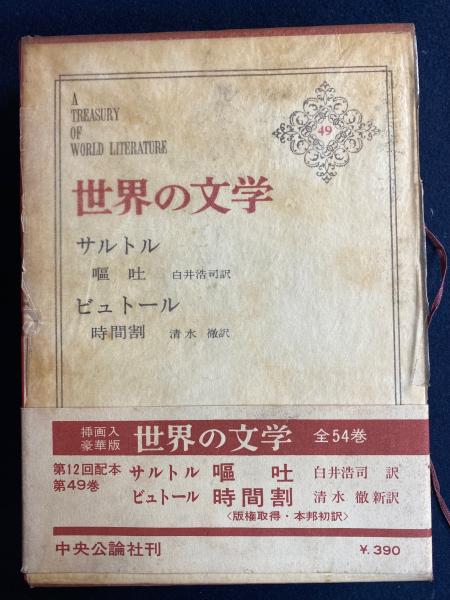 A
TREASURY
OF
WORLD LITERATURE
49
世界の文学
サルトル
嘔吐 白井浩司訳
ビュトール
時間割 清水 徹訳
挿画入
豪華版
世界の文学 全54巻
第12回配本
第49巻
サルトル 嘔吐 白井浩司 訳
ビュトール 時間割 清水 徹 新訳
〈版権取得・本邦初訳〉
中央公論社刊 ¥.390